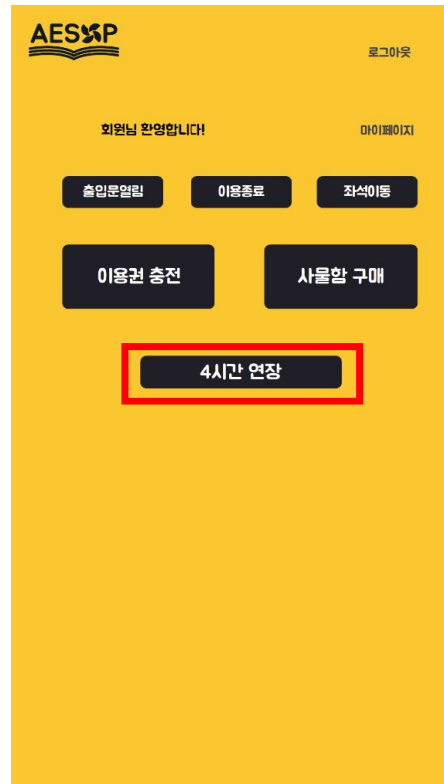 AESOP
로그아웃
회원님 환영합니다!
마이페이지
출입문열림 이용종료 좌석이동
이용권 충전 사물함 구매
4시간 연장